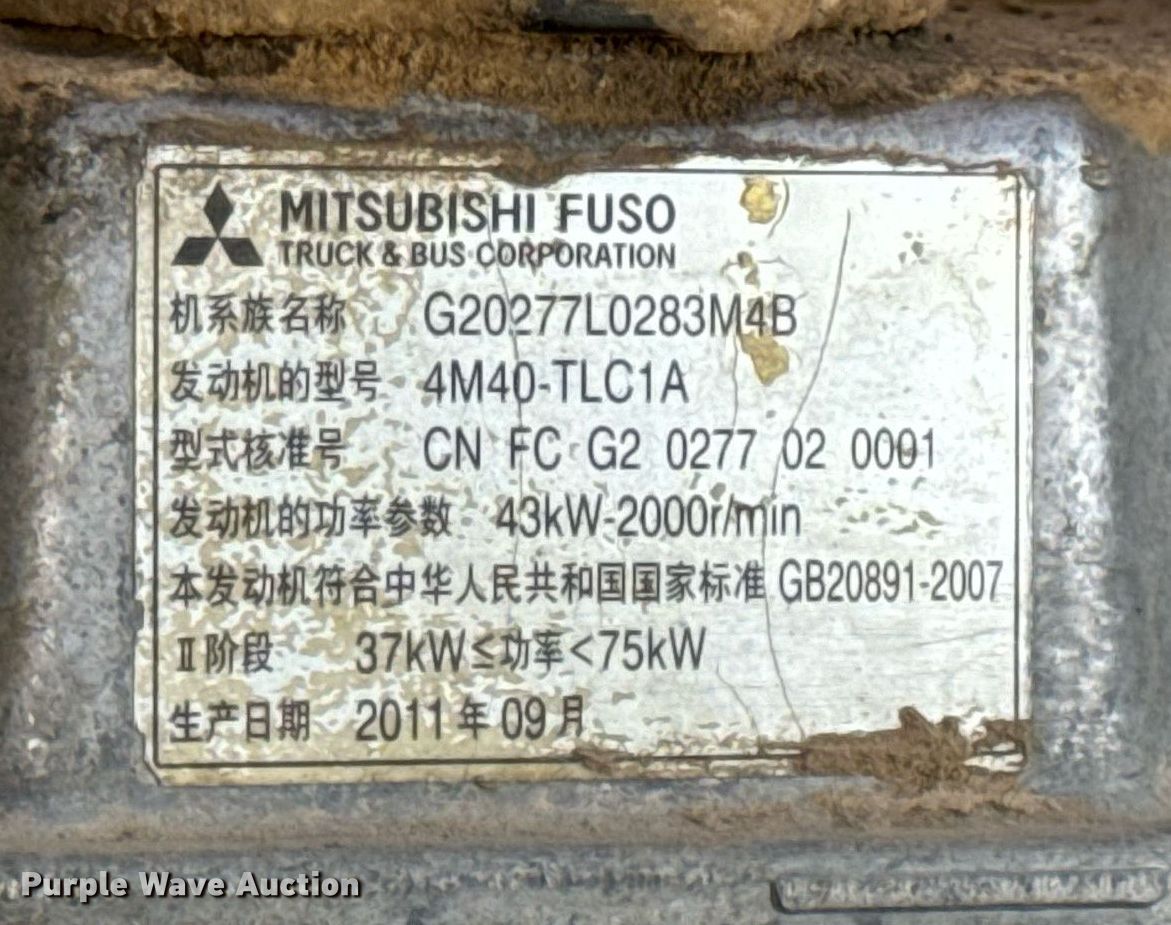 MITSUBISHI FUSO
TRUCK & BUS CORPORATION
机系族名称 G20277L0283M4B
发动机的型号 4M40-TLC1A
型式核准号 CN FC G2 0277 02 0001
发动机的功率参数 43kW-2000r/min
本发动机符合中华人民共和国国家标准 GB20891-2007
Ⅱ阶段 37kW≤功率<75kW
生产日期 2011年09月
Purple Wave Auction